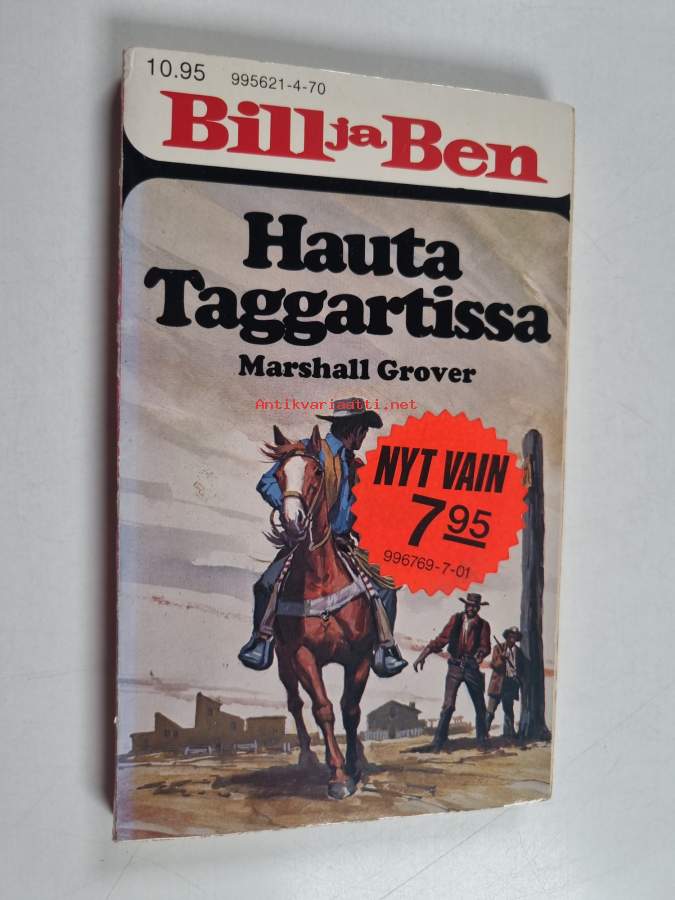 10.95 995621-4-70
Bill ja Ben
Hauta
Taggartissa
Marshall Grover
Antikvariaatti.net
NYT VAIN
7 95
996769-7-01